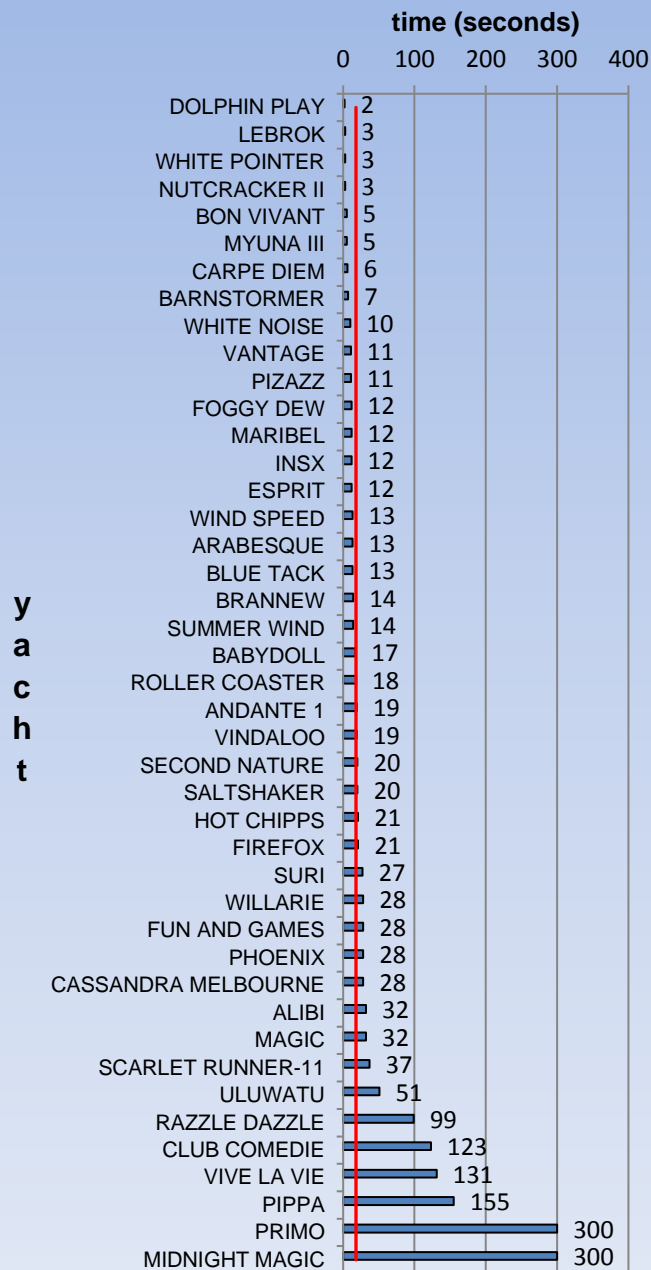 time (seconds)
0 100 200 300 400
DOLPHIN PLAY 2
LEBROK 3
WHITE POINTER 3
NUTCRACKER II 3
BON VIVANT 5
MYUNA III 5
CARPE DIEM 6
BARNSTORMER 7
WHITE NOISE 10
VANTAGE 11
PIZAZZ 11
FOGGY DEW 12
MARIBEL 12
INSX 12
ESPRIT 12
WIND SPEED 13
ARABESQUE 13
BLUE TACK 13
BRANNEW 14
SUMMER WIND 14
BABYDOLL 17
ROLLER COASTER 18
ANDANTE 1 19
VINDALOO 19
SECOND NATURE 20
SALTSHAKER 20
HOT CHIPPS 21
FIREFOX 21
SURI 27
WILLARIE 28
FUN AND GAMES 28
PHOENIX 28
CASSANDRA MELBOURNE 28
ALIBI 32
MAGIC 32
SCARLET RUNNER-11 37
ULUWATU 51
RAZZLE DAZZLE 99
CLUB COMEDIE 123
VIVE LA VIE 131
PIPPA 155
PRIMO 300
MIDNIGHT MAGIC 300
yacht